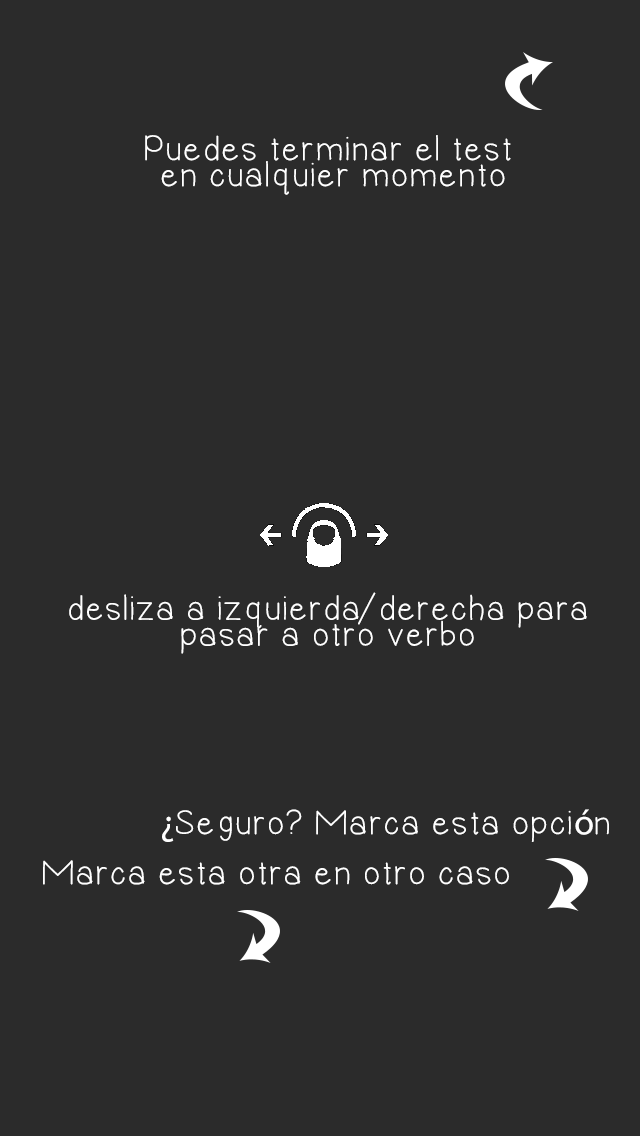 Puedes terminar el test
en cualquier momento
desliza a izquierda/derecha para
pasar a otro verbo
¿Seguro? Marca esta opción
Marca esta otra en otro caso